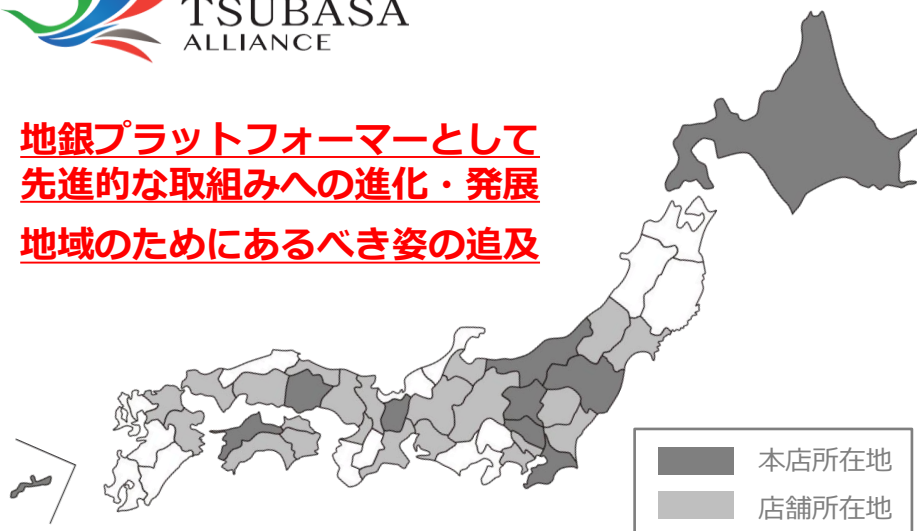 TSUBASA
ALLIANCE
地銀プラットフォーマーとして
先進的な取組みへの進化・発展
地域のためにあるべき姿の追及
本店所在地
店舗所在地